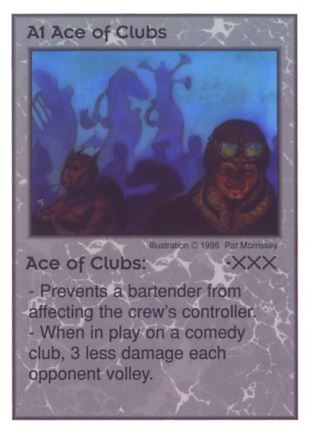 A1 Ace of Clubs
Illustration © 1996 Pat Morrissey
Ace of Clubs: -XXX
- Prevents a bartender from
affecting the crew's controller.
- When in play on a comedy
club, 3 less damage each
opponent volley.